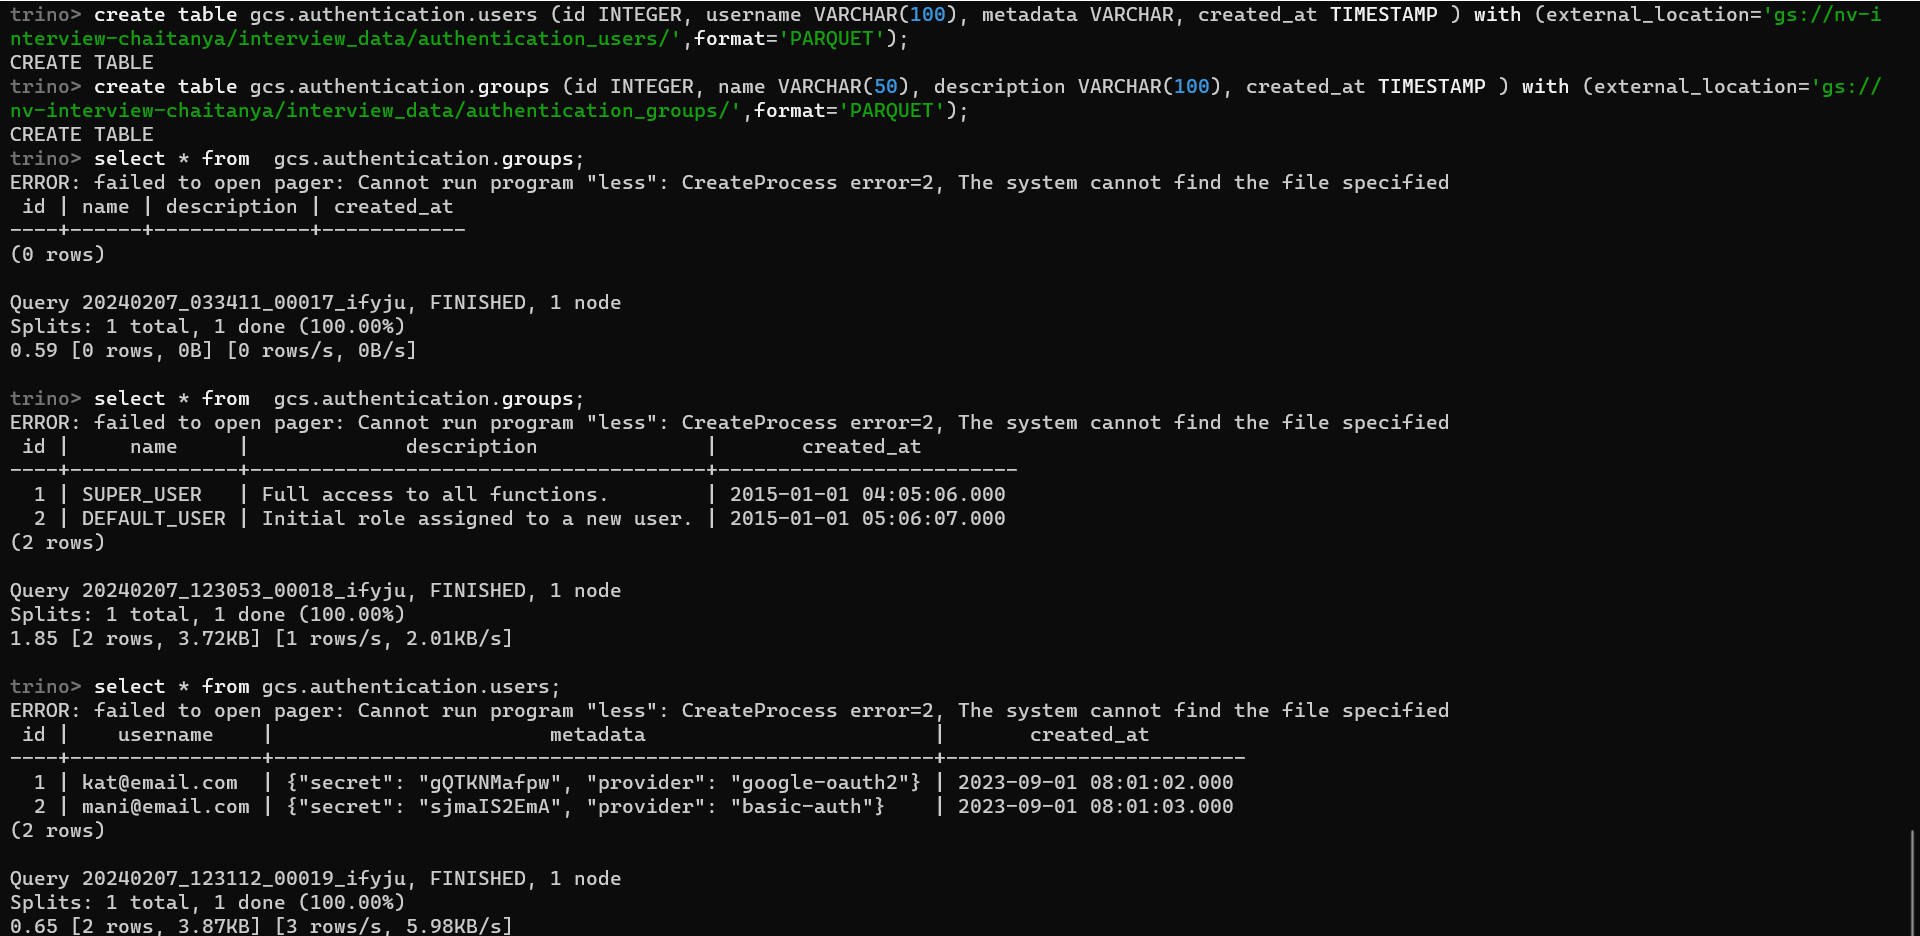 trino> create table gcs.authentication.users (id INTEGER, username VARCHAR(100), metadata VARCHAR, created_at TIMESTAMP ) with (external_location='gs://nv-i
nterview-chaitanya/interview_data/authentication_users/',format='PARQUET');
CREATE TABLE
trino> create table gcs.authentication.groups (id INTEGER, name VARCHAR(50), description VARCHAR(100), created_at TIMESTAMP ) with (external_location='gs://
nv-interview-chaitanya/interview_data/authentication_groups/',format='PARQUET');
CREATE TABLE
trino> select * from  gcs.authentication.groups;
ERROR: failed to open pager: Cannot run program "less": CreateProcess error=2, The system cannot find the file specified
 id | name | description | created_at
----+------+-------------+------------
(0 rows)

Query 20240207_033411_00017_ifyju, FINISHED, 1 node
Splits: 1 total, 1 done (100.00%)
0.59 [0 rows, 0B] [0 rows/s, 0B/s]

trino> select * from  gcs.authentication.groups;
ERROR: failed to open pager: Cannot run program "less": CreateProcess error=2, The system cannot find the file specified
 id |     name     |             description              |       created_at
----+--------------+--------------------------------------+-------------------------
  1 | SUPER_USER   | Full access to all functions.        | 2015-01-01 04:05:06.000
  2 | DEFAULT_USER | Initial role assigned to a new user. | 2015-01-01 05:06:07.000
(2 rows)

Query 20240207_123053_00018_ifyju, FINISHED, 1 node
Splits: 1 total, 1 done (100.00%)
1.85 [2 rows, 3.72KB] [1 rows/s, 2.01KB/s]

trino> select * from gcs.authentication.users;
ERROR: failed to open pager: Cannot run program "less": CreateProcess error=2, The system cannot find the file specified
 id |    username    |                       metadata                        |       created_at
----+----------------+-------------------------------------------------------+-------------------------
  1 | kat@email.com  | {"secret": "gQTKNMafpw", "provider": "google-oauth2"} | 2023-09-01 08:01:02.000
  2 | mani@email.com | {"secret": "sjmaIS2EmA", "provider": "basic-auth"}    | 2023-09-01 08:01:03.000
(2 rows)

Query 20240207_123112_00019_ifyju, FINISHED, 1 node
Splits: 1 total, 1 done (100.00%)
0.65 [2 rows, 3.87KB] [3 rows/s, 5.98KB/s]